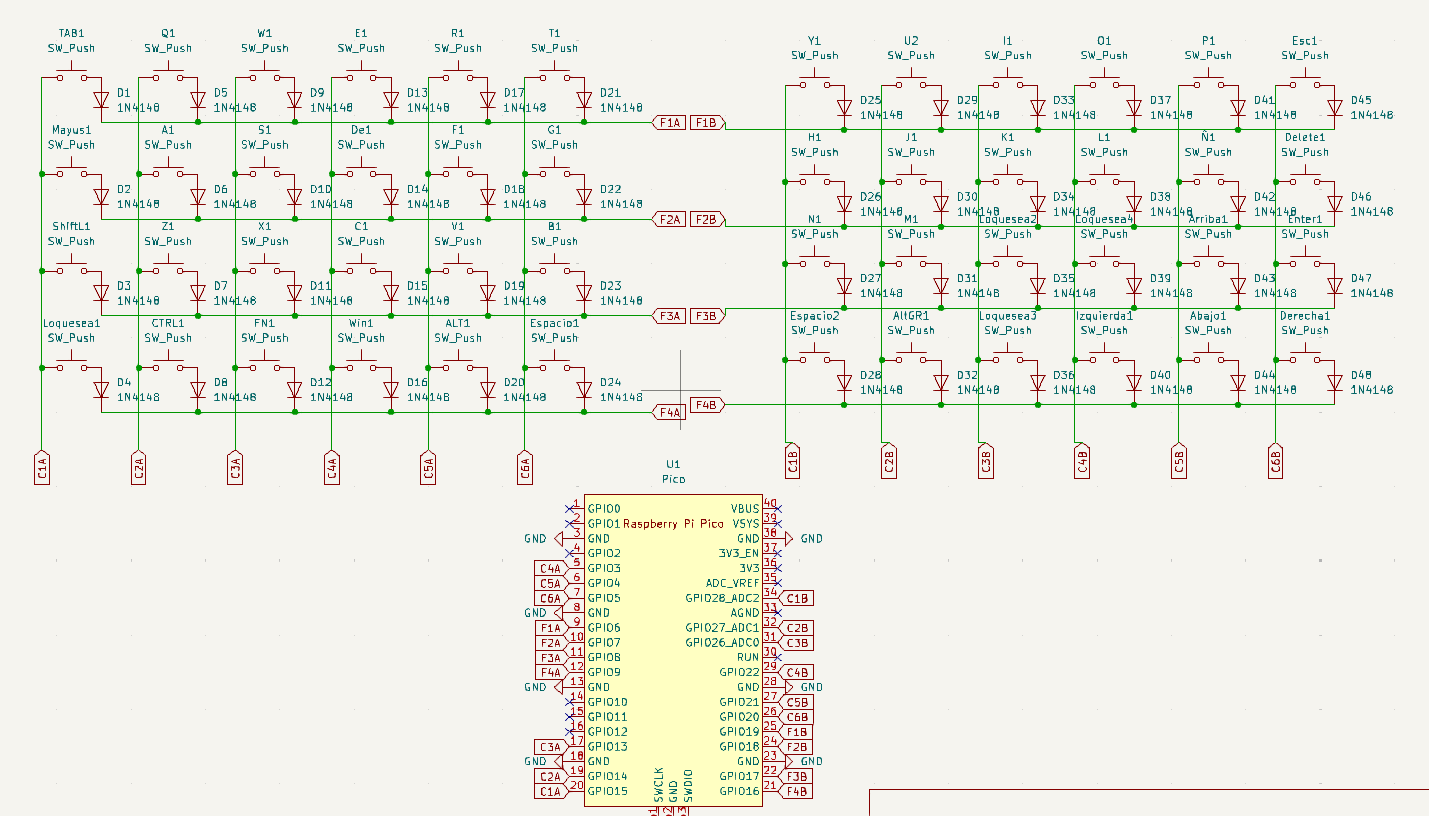 TAB1 Q1 W1 E1 R1 T1
SW_Push SW_Push SW_Push SW_Push SW_Push SW_Push
D1 D5 D9 D13 D17 D21
1N4148 1N4148 1N4148 1N4148 1N4148 1N4148
Mayus1 A1 S1 De1 F1 G1
SW_Push SW_Push SW_Push SW_Push SW_Push SW_Push
D2 D6 D10 D14 D18 D22
1N4148 1N4148 1N4148 1N4148 1N4148 1N4148
ShiftL1 Z1 X1 C1 V1 B1
SW_Push SW_Push SW_Push SW_Push SW_Push SW_Push
D3 D7 D11 D15 D19 D23
1N4148 1N4148 1N4148 1N4148 1N4148 1N4148
Loquesea1 CTRL1 FN1 Win1 ALT1 Espacio1
SW_Push SW_Push SW_Push SW_Push SW_Push SW_Push
D4 D8 D12 D16 D20 D24
1N4148 1N4148 1N4148 1N4148 1N4148 1N4148
F1A F1B
F2A F2B
F3A F3B
F4A F4B
C1A C2A C3A C4A C5A C6A
Y1 U2 I1 O1 P1 Esc1
SW_Push SW_Push SW_Push SW_Push SW_Push SW_Push
D25 D29 D33 D37 D41 D45
1N4148 1N4148 1N4148 1N4148 1N4148 1N4148
H1 J1 K1 L1 Ñ1 Delete1
SW_Push SW_Push SW_Push SW_Push SW_Push SW_Push
D26 D30 D34 D38 D42 D46
1N4148 1N4148 1N4148 1N4148 1N4148 1N4148
N1 M1 Loquesea2 Loquesea4 Arriba1 Enter1
SW_Push SW_Push SW_Push SW_Push SW_Push SW_Push
D27 D31 D35 D39 D43 D47
1N4148 1N4148 1N4148 1N4148 1N4148 1N4148
Espacio2 AltGR1 Loquesea3 Izquierda1 Abajo1 Derecha1
SW_Push SW_Push SW_Push SW_Push SW_Push SW_Push
D28 D32 D36 D40 D44 D48
1N4148 1N4148 1N4148 1N4148 1N4148 1N4148
C1B C2B C3B C4B C5B C6B
U1
Pico
Raspberry Pi Pico
1 GPIO0 VBUS 40
2 GPIO1 VSYS 39
GND 3 GND GND 38 GND
4 GPIO2 3V3_EN 37
C4A 5 GPIO3 3V3 36
C5A 6 GPIO4 ADC_VREF 35
C6A 7 GPIO5 GPIO28_ADC2 34 C1B
GND 8 GND AGND 33
F1A 9 GPIO6 GPIO27_ADC1 32 C2B
F2A 10 GPIO7 GPIO26_ADC0 31 C3B
F3A 11 GPIO8 RUN 30
F4A 12 GPIO9 GPIO22 29 C4B
GND 13 GND GND 28 GND
14 GPIO10 GPIO21 27 C5B
15 GPIO11 GPIO20 26 C6B
16 GPIO12 GPIO19 25 F1B
C3A 17 GPIO13 GPIO18 24 F2B
GND 18 GND GND 23 GND
C2A 19 GPIO14 GPIO17 22 F3B
C1A 20 GPIO15 GPIO16 21 F4B
SWCLK GND SWDIO